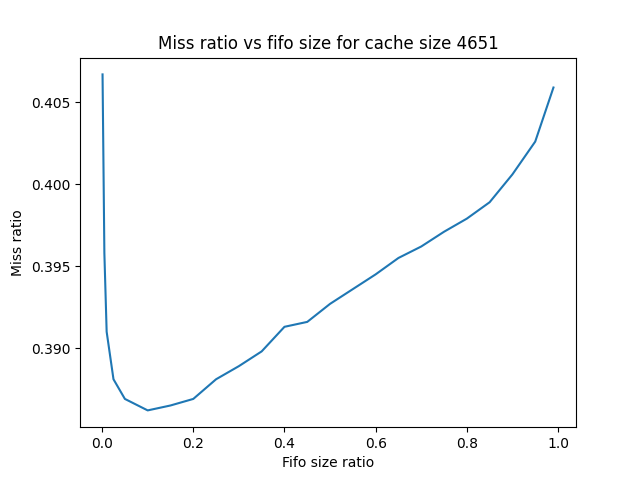 Miss ratio vs fifo size for cache size 4651
0.405
0.400
0.395
0.390
Miss ratio
0.0 0.2 0.4 0.6 0.8 1.0
Fifo size ratio